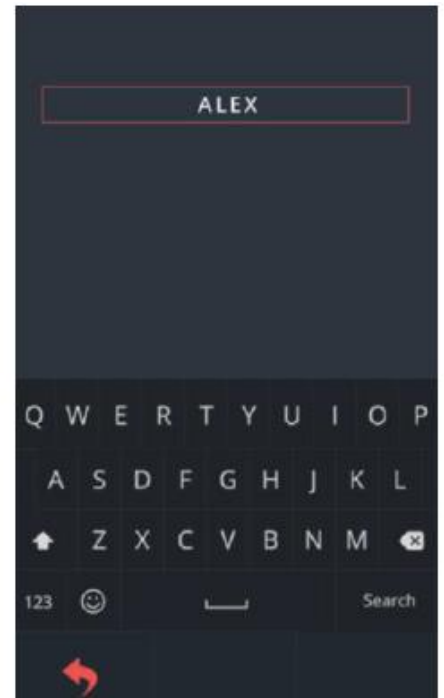 ALEX
Q W E R T Y U I O P
A S D F G H J K L
Z X C V B N M
123 Search